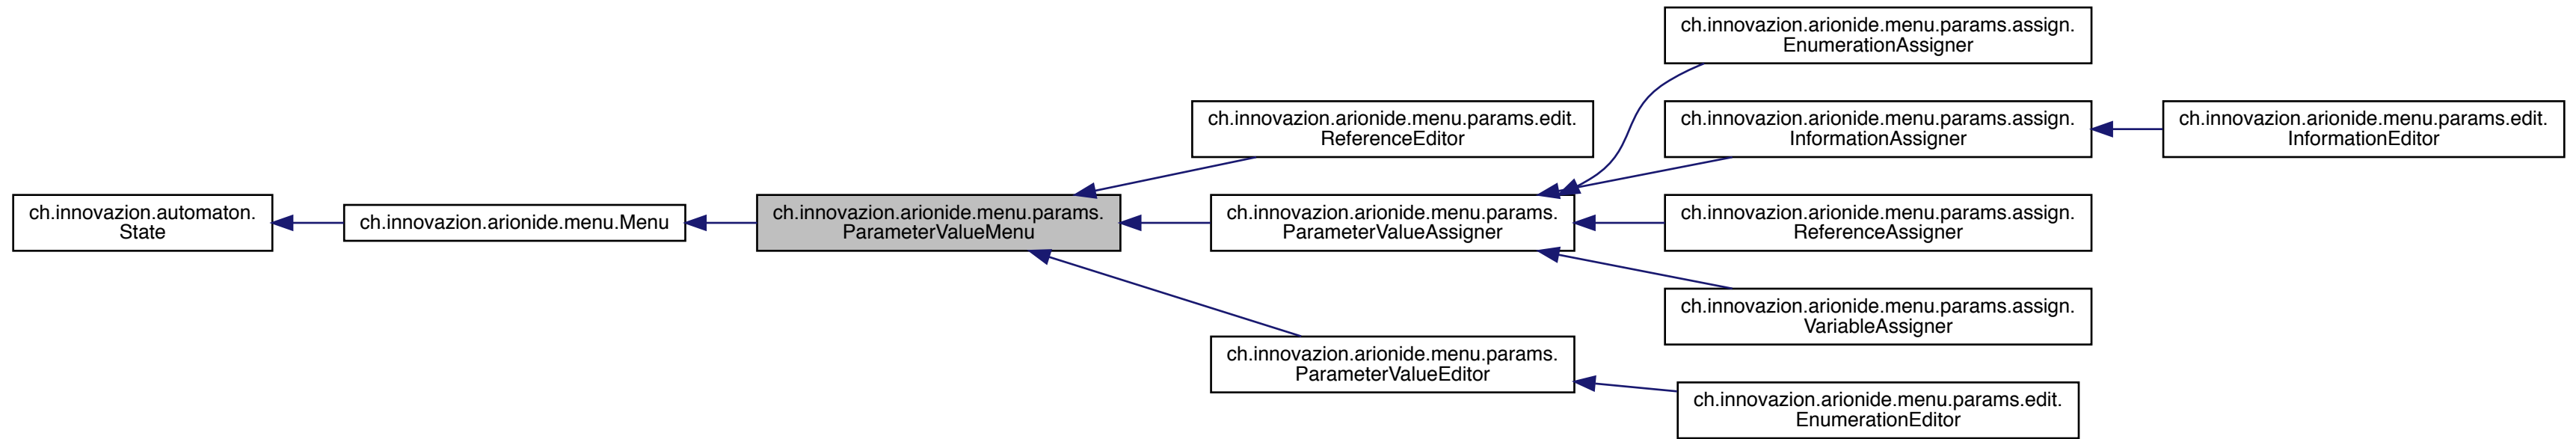 ch.innovazion.automaton.
State
ch.innovazion.arionide.menu.Menu
ch.innovazion.arionide.menu.params.
ParameterValueMenu
ch.innovazion.arionide.menu.params.edit.
ReferenceEditor
ch.innovazion.arionide.menu.params.
ParameterValueAssigner
ch.innovazion.arionide.menu.params.
ParameterValueEditor
ch.innovazion.arionide.menu.params.assign.
EnumerationAssigner
ch.innovazion.arionide.menu.params.assign.
InformationAssigner
ch.innovazion.arionide.menu.params.assign.
ReferenceAssigner
ch.innovazion.arionide.menu.params.assign.
VariableAssigner
ch.innovazion.arionide.menu.params.edit.
EnumerationEditor
ch.innovazion.arionide.menu.params.edit.
InformationEditor